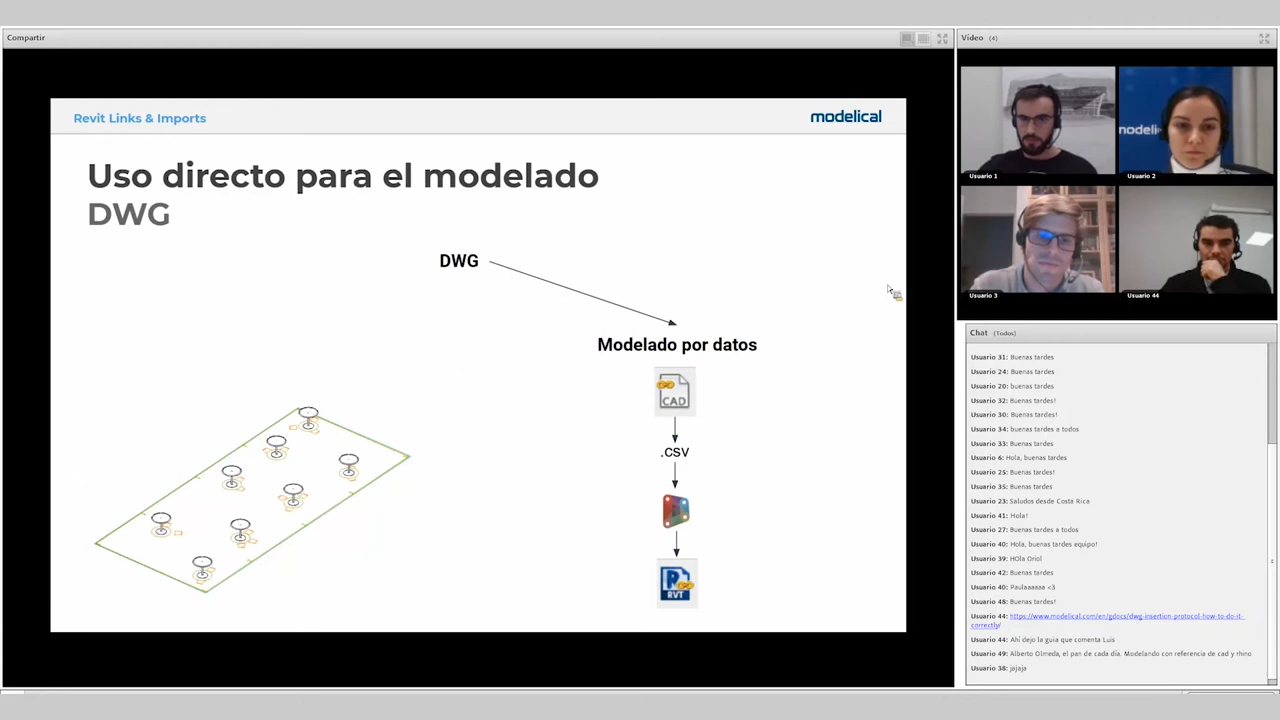 Compartir
Revit Links & Imports
modelical
Uso directo para el modelado
DWG
DWG
Modelado por datos
CAD
.CSV
R
RVT
Vídeo (4)
modeli
Usuario 1
Usuario 2
Usuario 3
Usuario 44
Chat (Todos)
Usuario 31: Buenas tardes
Usuario 24: Buenas tardes
Usuario 20: buenas tardes
Usuario 32: Buenas tardes!
Usuario 30: Buenas tardes!
Usuario 34: buenas tardes a todos
Usuario 33: Buenas tardes
Usuario 6: Hola, buenas tardes
Usuario 25: Buenas tardes!
Usuario 35: Buenas tardes
Usuario 23: Saludos desde Costa Rica
Usuario 41: Hola!
Usuario 27: Buenas tardes a todos
Usuario 40: Hola, buenas tardes equipo!
Usuario 39: HOla Oriol
Usuario 42: Buenas tardes
Usuario 40: Paulaaaaaa <3
Usuario 48: Buenas tardes!
Usuario 44: https://www.modelical.com/en/gdocs/dwg-insertion-protocol-how-to-do-it-
correctly/
Usuario 44: Ahí dejo la guia que comenta Luis
Usuario 49: Alberto Olmeda, el pan de cada día. Modelando con referencia de cad y rhino
Usuario 38: jajaja